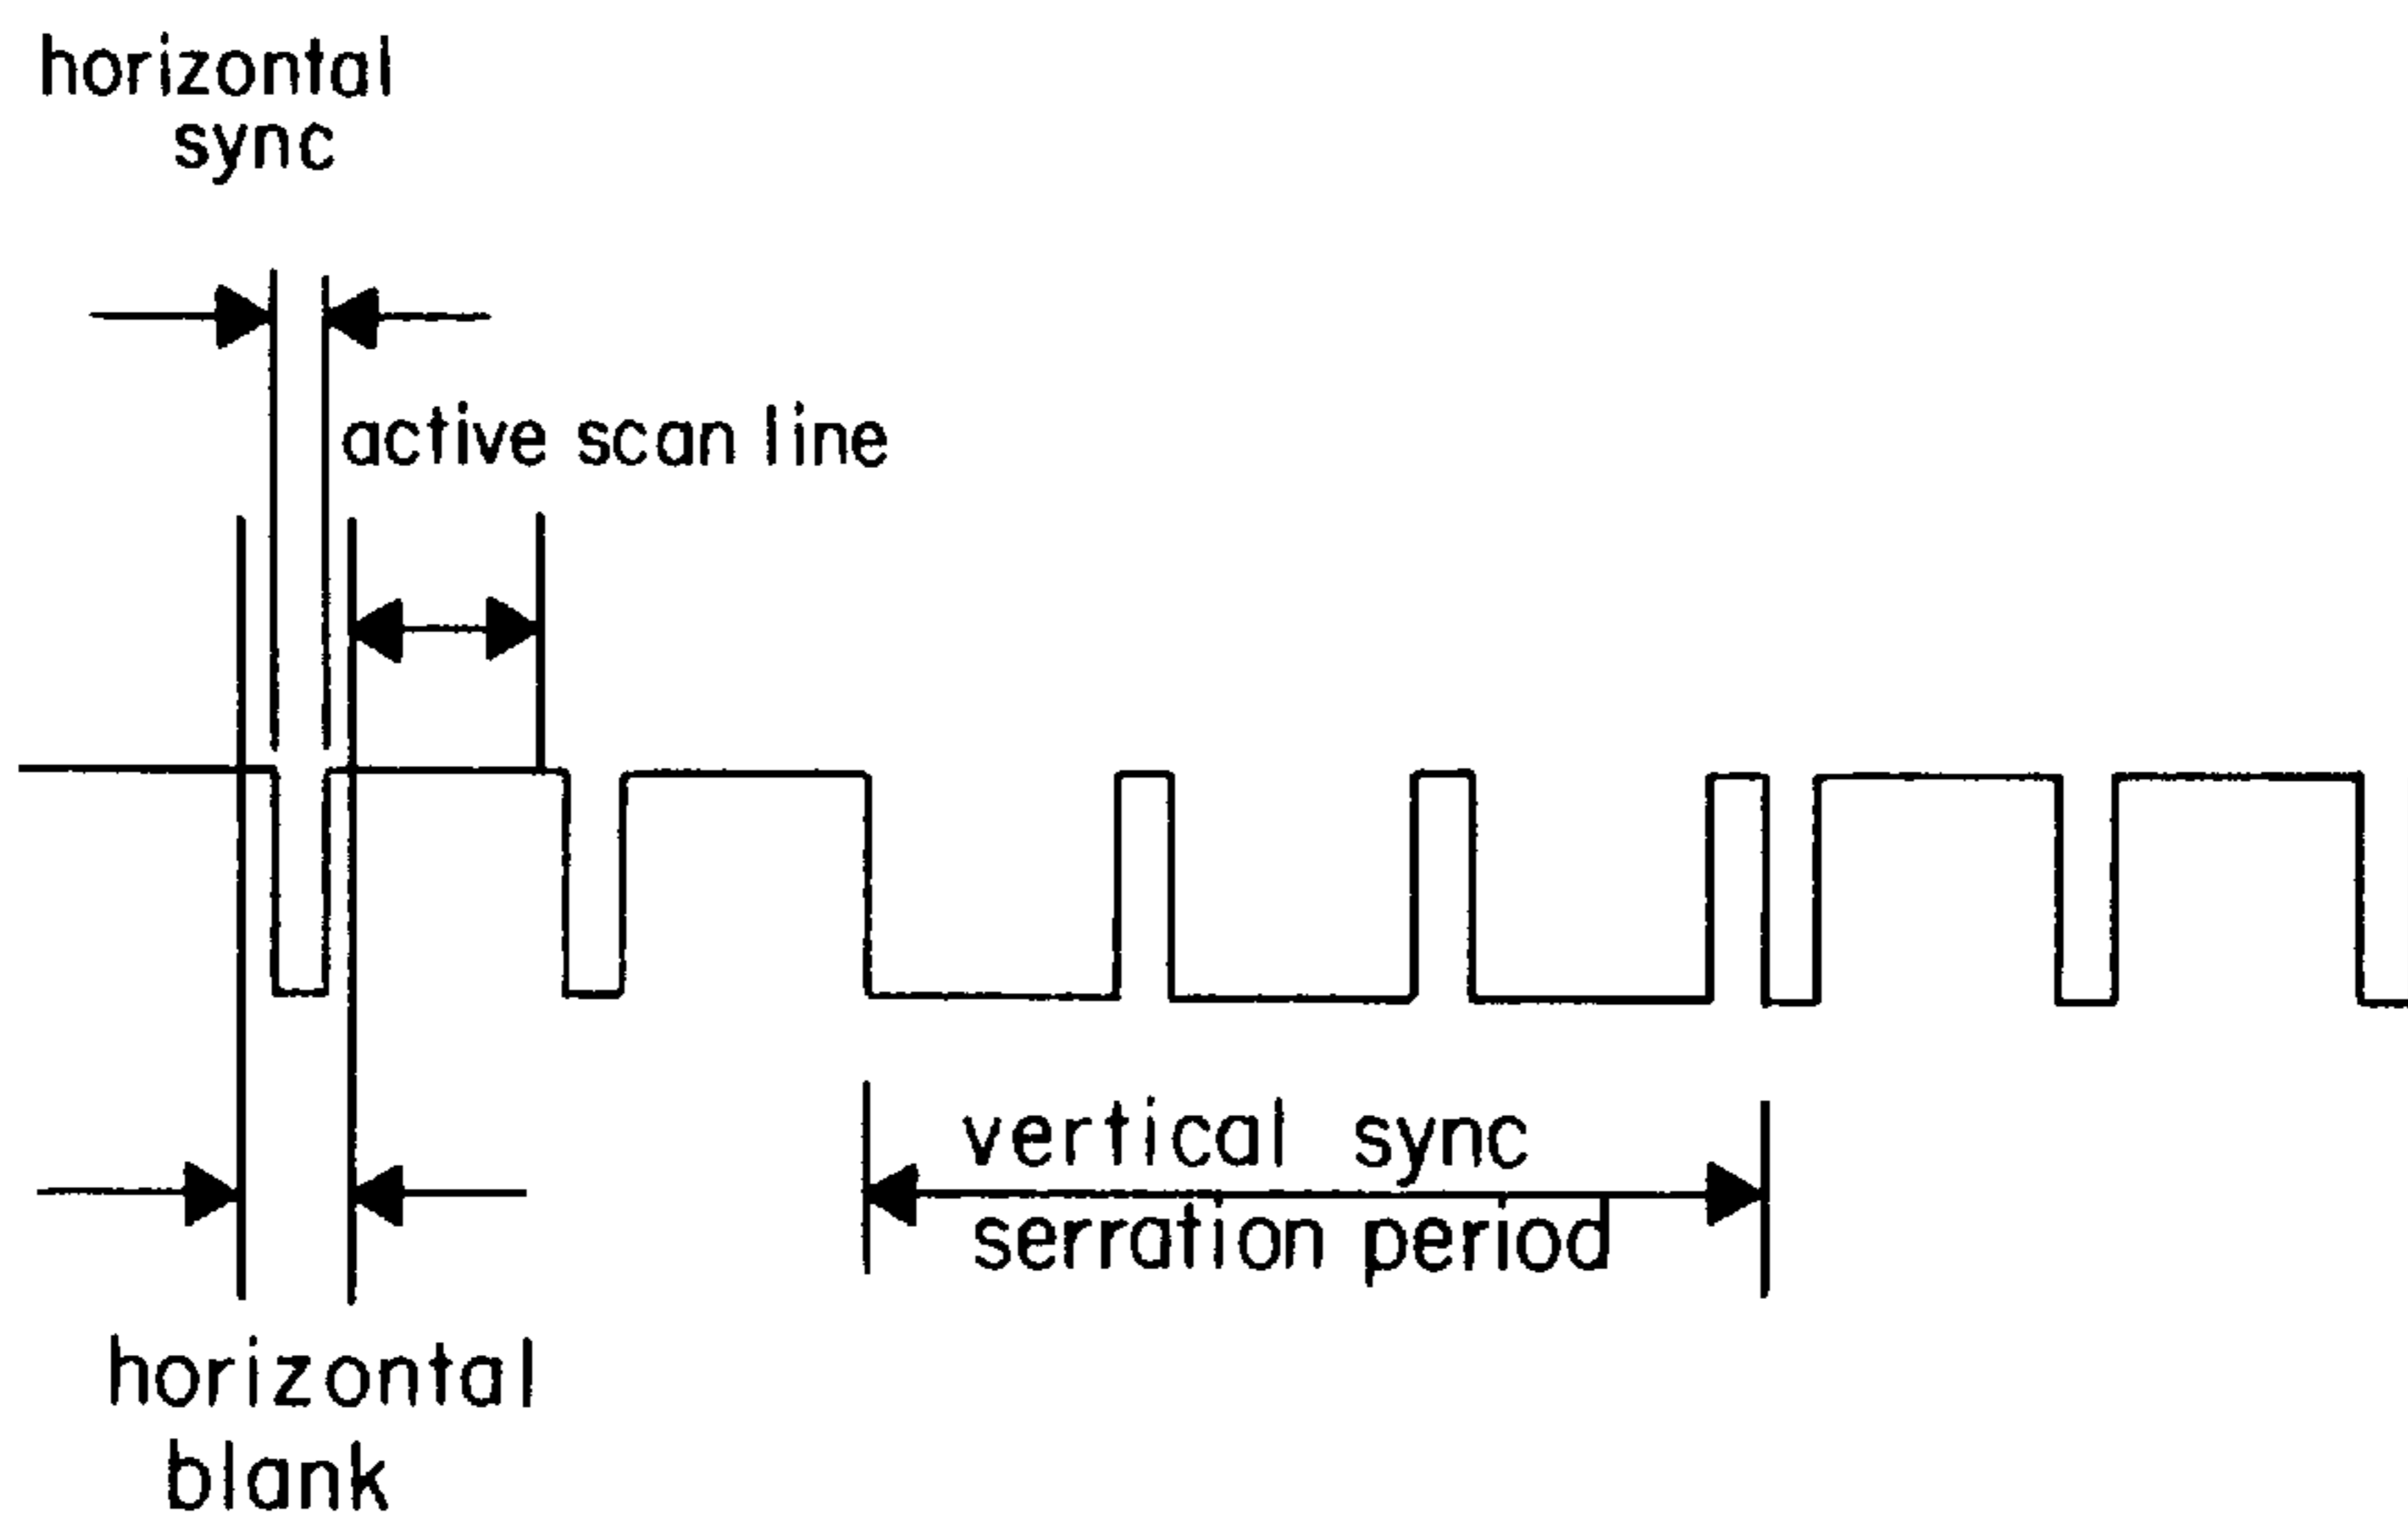 horizontal
sync
active scan line
vertical sync
serration period
horizontal
blank